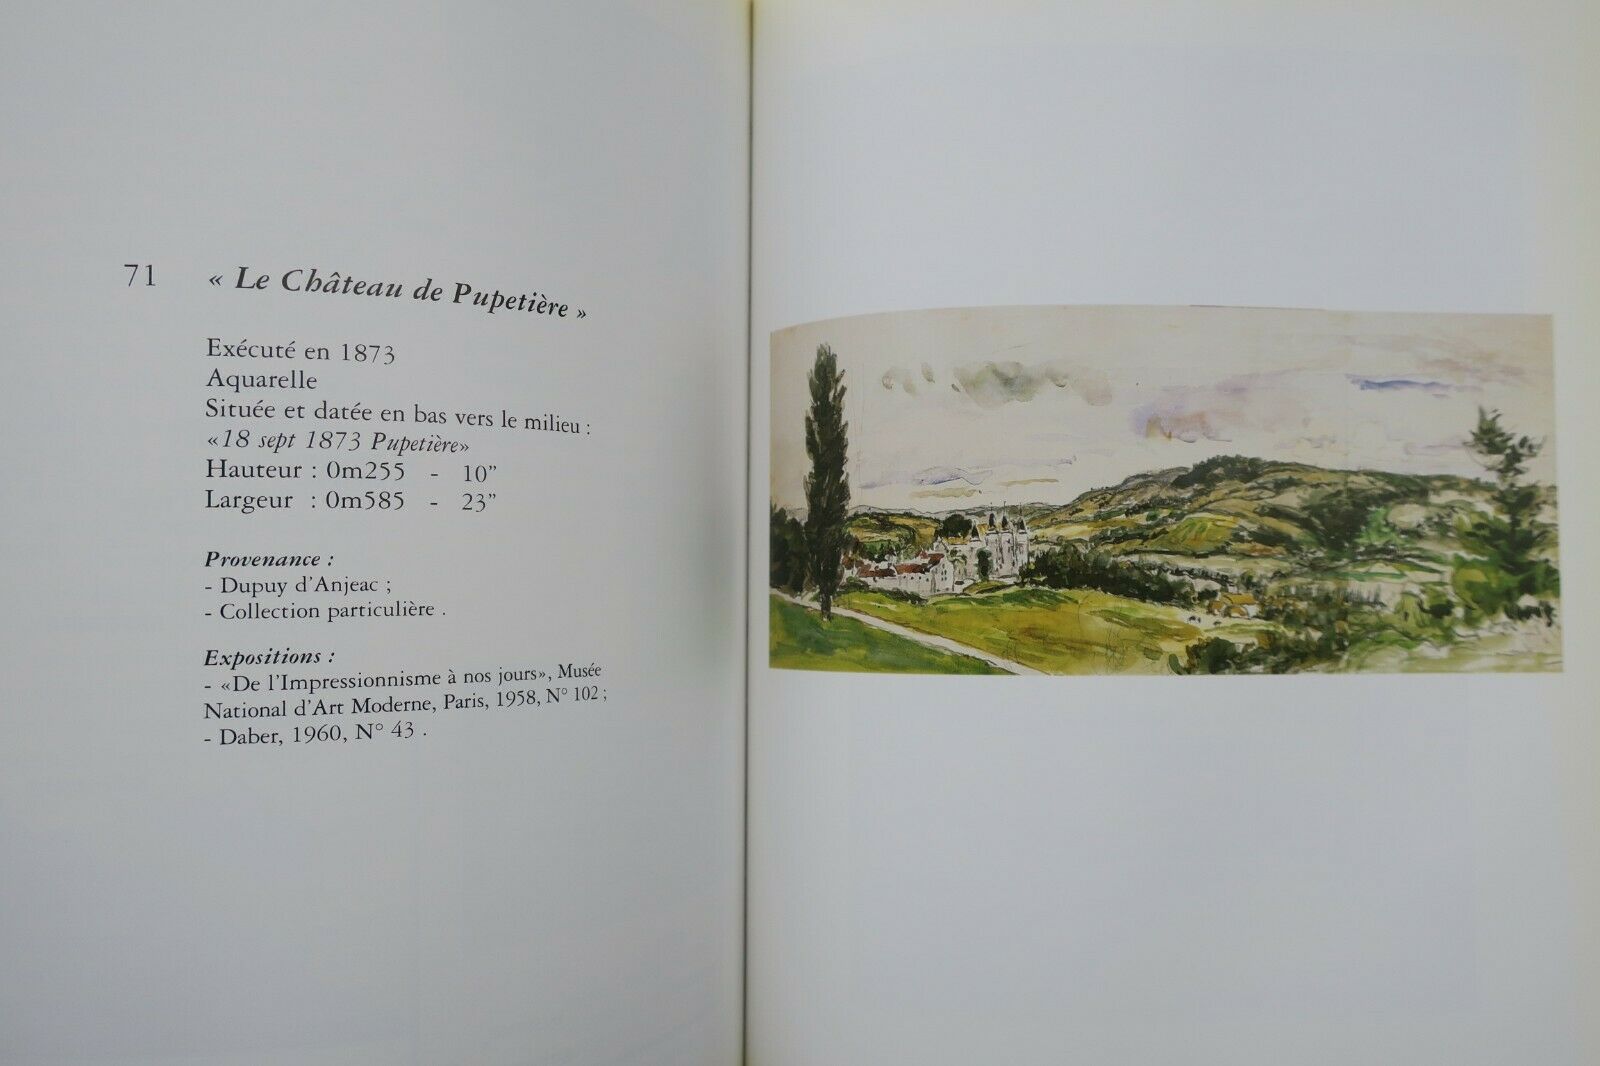 71 « Le Château de Pupetière »
Exécuté en 1873
Aquarelle
Située et datée en bas vers le milieu :
«18 sept 1873 Pupetière»
Hauteur : 0m255 - 10”
Largeur : 0m585 - 23”
Provenance :
- Dupuy d’Anjeac ;
- Collection particulière .
Expositions :
- «De l’Impressionnisme à nos jours», Musée
National d’Art Moderne, Paris, 1958, N° 102 ;
- Daber, 1960, N° 43 .